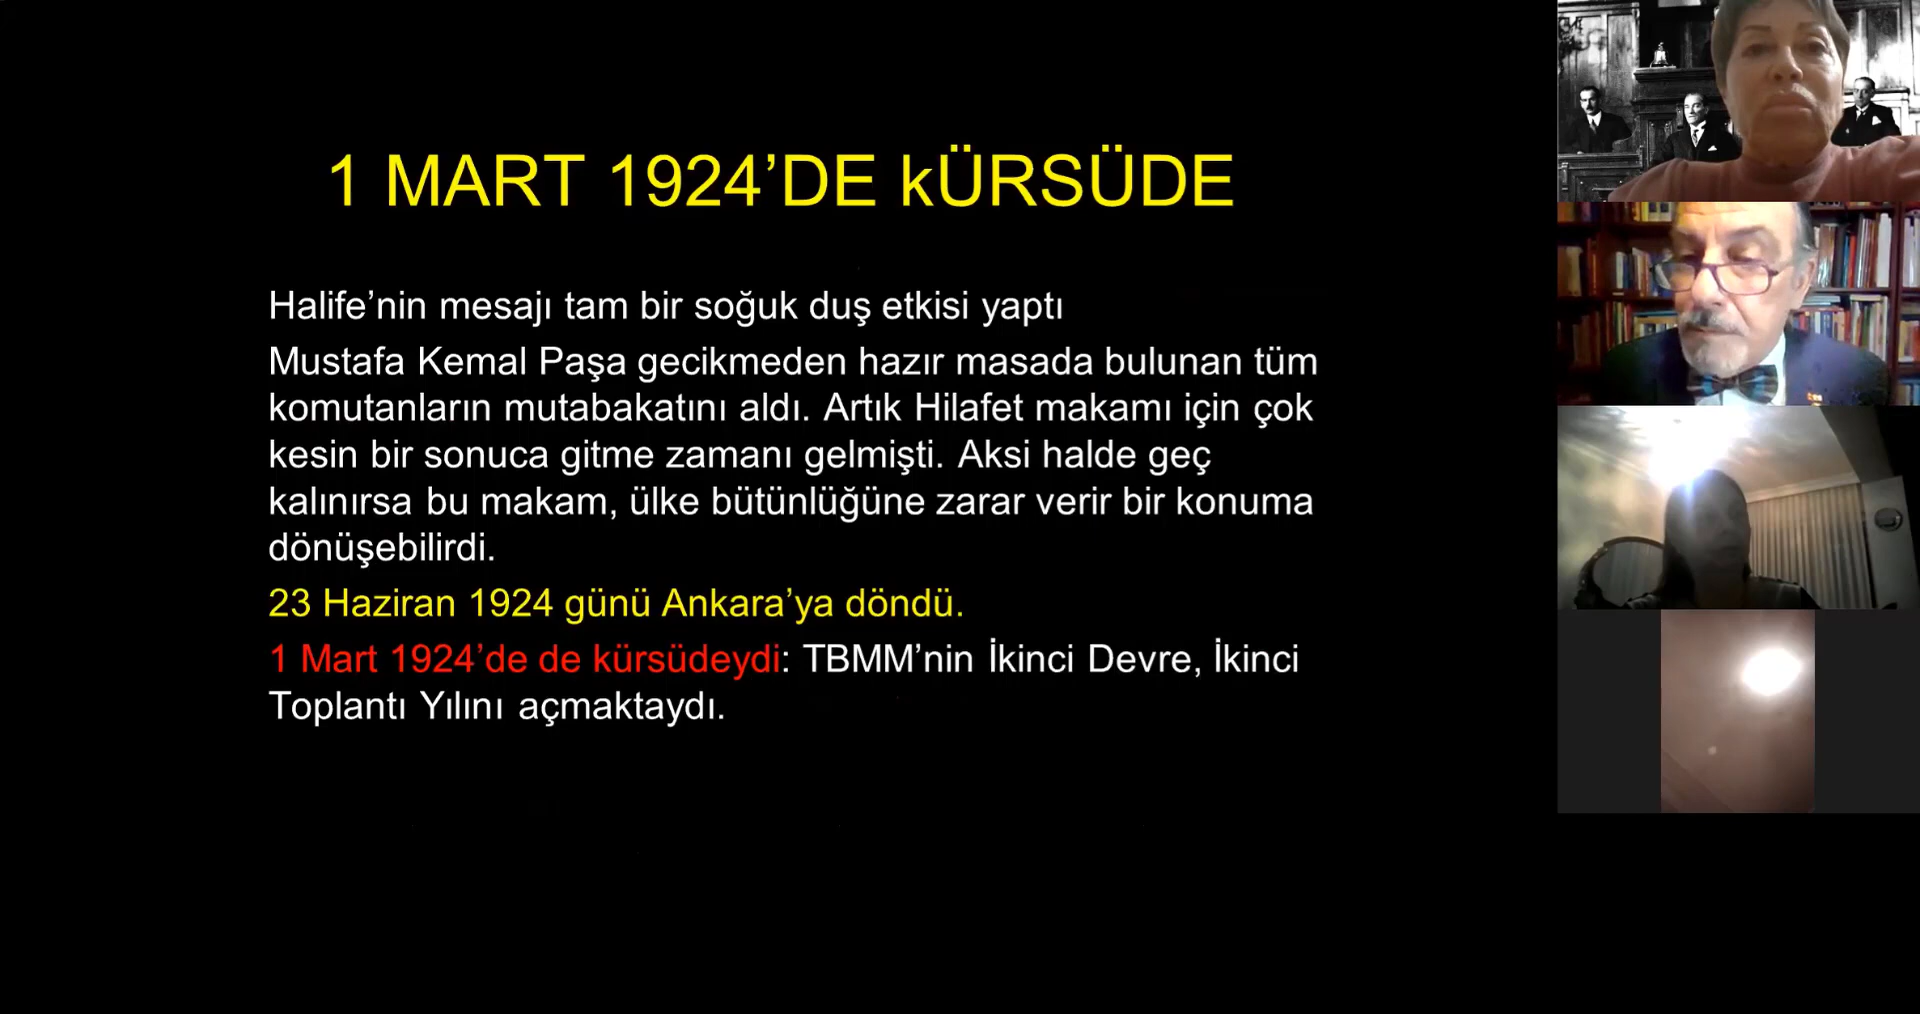 1 MART 1924’DE kÜRSÜDE
Halife’nin mesajı tam bir soğuk duş etkisi yaptı
Mustafa Kemal Paşa gecikmeden hazır masada bulunan tüm
komutanların mutabakatını aldı. Artık Hilafet makamı için çok
kesin bir sonuca gitme zamanı gelmişti. Aksi halde geç
kalınırsa bu makam, ülke bütünlüğüne zarar verir bir konuma
dönüşebilirdi.
23 Haziran 1924 günü Ankara’ya döndü.
1 Mart 1924’de de kürsüdeydi: TBMM’nin İkinci Devre, İkinci
Toplantı Yılını açmaktaydı.